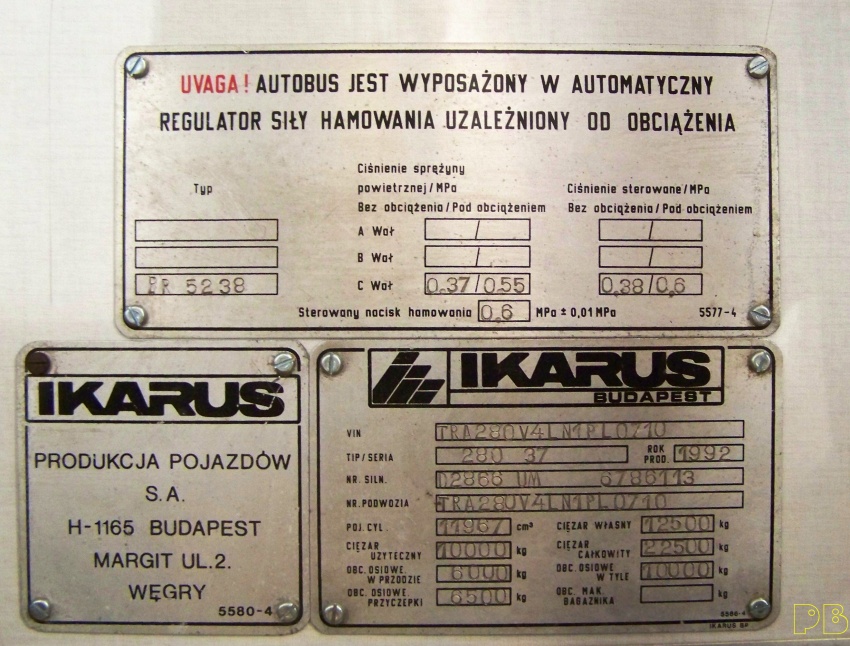 UVAGA! AUTOBUS JEST WYPOSAŻONY W AUTOMATYCZNY
REGULATOR SIŁY HAMOWANIA UZALEŻNIONY OD OBCIĄŻENIA
Typ
Ciśnienie sprężyny
powietrznej/MPa
Bez obciążenia/Pod obciążeniem
Ciśnienie sterowane/MPa
Bez obciążenia/Pod obciążeniem
A Wał / /
B Wał / /
BR 5238 C Wał 0.37/0.55 0,38/0,6
Sterowany nacisk hamowania 0,6 MPa ± 0,01 MPa 5577-4
IKARUS
PRODUKCJA POJAZDÓW
S.A.
H-1165 BUDAPEST
MARGIT UL.2.
WĘGRY
5580-4
IKARUS
BUDAPEST
VIN TRA280V4LN1PL0710
TIP/SERIA 280 37 ROK PROD. 1992
NR. SILN. D2866 UM 6786113
NR. PODWOZIA TRA280V4LN1PL0710
POJ. CYL. 11967 cm³ CIĘŻAR WŁASNY 12500 kg
CIĘŻAR UŻYTECZNY 10000 kg CIĘŻAR CAŁKOWITY 22500 kg
OBC. OSIOWE. W PRZODZIE 6000 kg OBC. OSIOWE W TYLE 10000 kg
OBC. OSIOWE. PRZYCZEPKI 6500 kg OBC. MAK. BAGAŻNIKA kg
IKARUS
PB